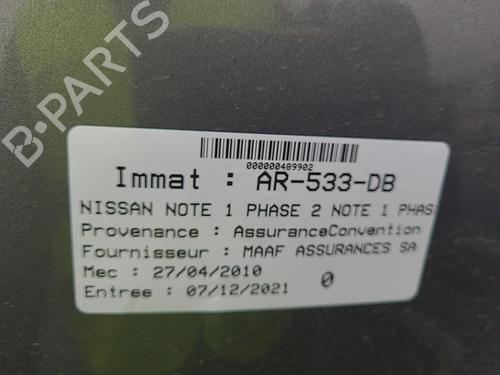 B-PARTS
000000489902
Immat : AR-533-DB
NISSAN NOTE 1 PHASE 2 NOTE 1 PHAS
Provenance : AssuranceConvention
Fournisseur : MAAF ASSURANCES SA
Mec : 27/04/2010
Entree : 07/12/2021 0